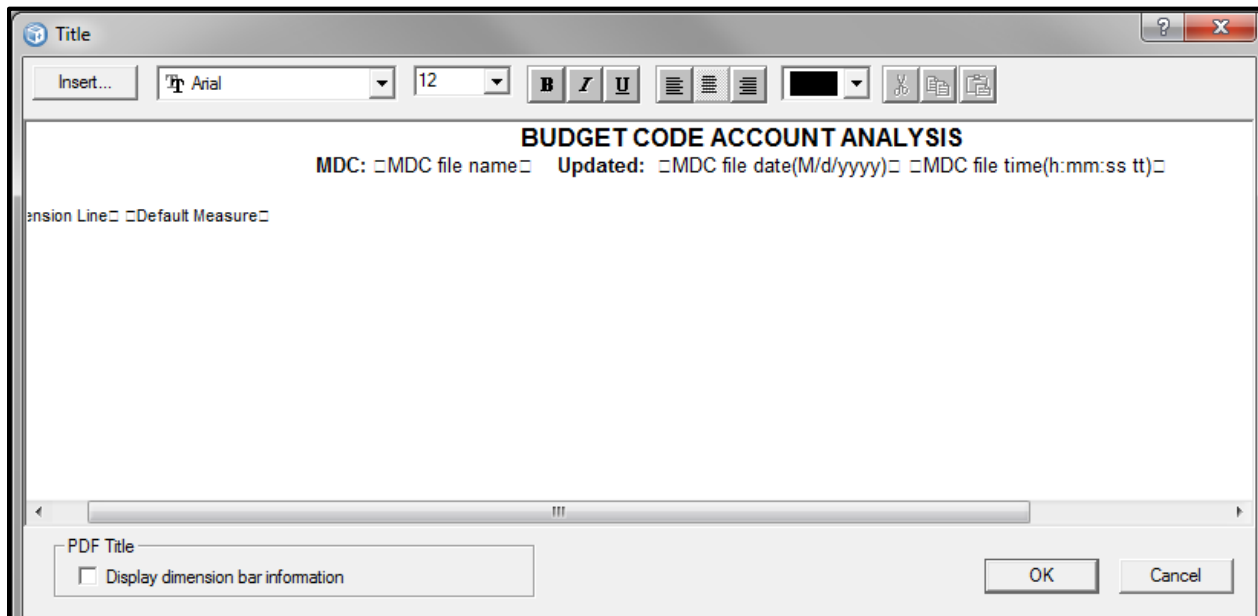 Title
Insert... Arial 12 B I U
BUDGET CODE ACCOUNT ANALYSIS
MDC: □MDC file name□ Updated: □MDC file date(M/d/yyyy)□ □MDC file time(h:mm:ss tt)□
ension Line□ □Default Measure□
PDF Title
Display dimension bar information
OK Cancel